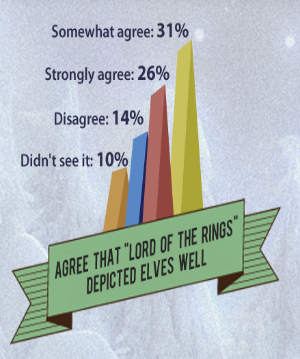 Somewhat agree: 31%
Strongly agree: 26%
Disagree: 14%
Didn't see it: 10%
AGREE THAT "LORD OF THE RINGS"
DEPICTED ELVES WELL